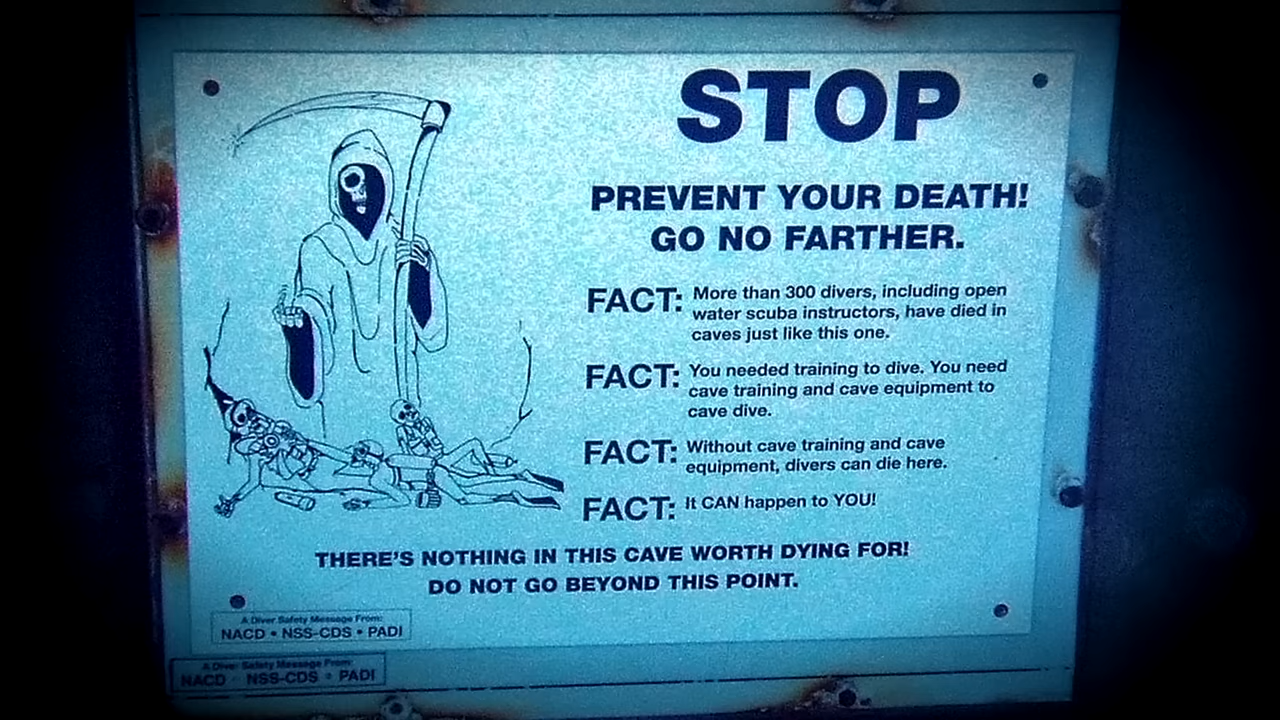 STOP
PREVENT YOUR DEATH!
GO NO FARTHER.
FACT: More than 300 divers, including open
water scuba instructors, have died in
caves just like this one.
FACT: You needed training to dive. You need
cave training and cave equipment to
cave dive.
FACT: Without cave training and cave
equipment, divers can die here.
FACT: It CAN happen to YOU!
THERE'S NOTHING IN THIS CAVE WORTH DYING FOR!
DO NOT GO BEYOND THIS POINT.
A Diver Safety Message From:
NACD • NSS-CDS • PADI
A Diver Safety Message From:
NACD • NSS-CDS • PADI